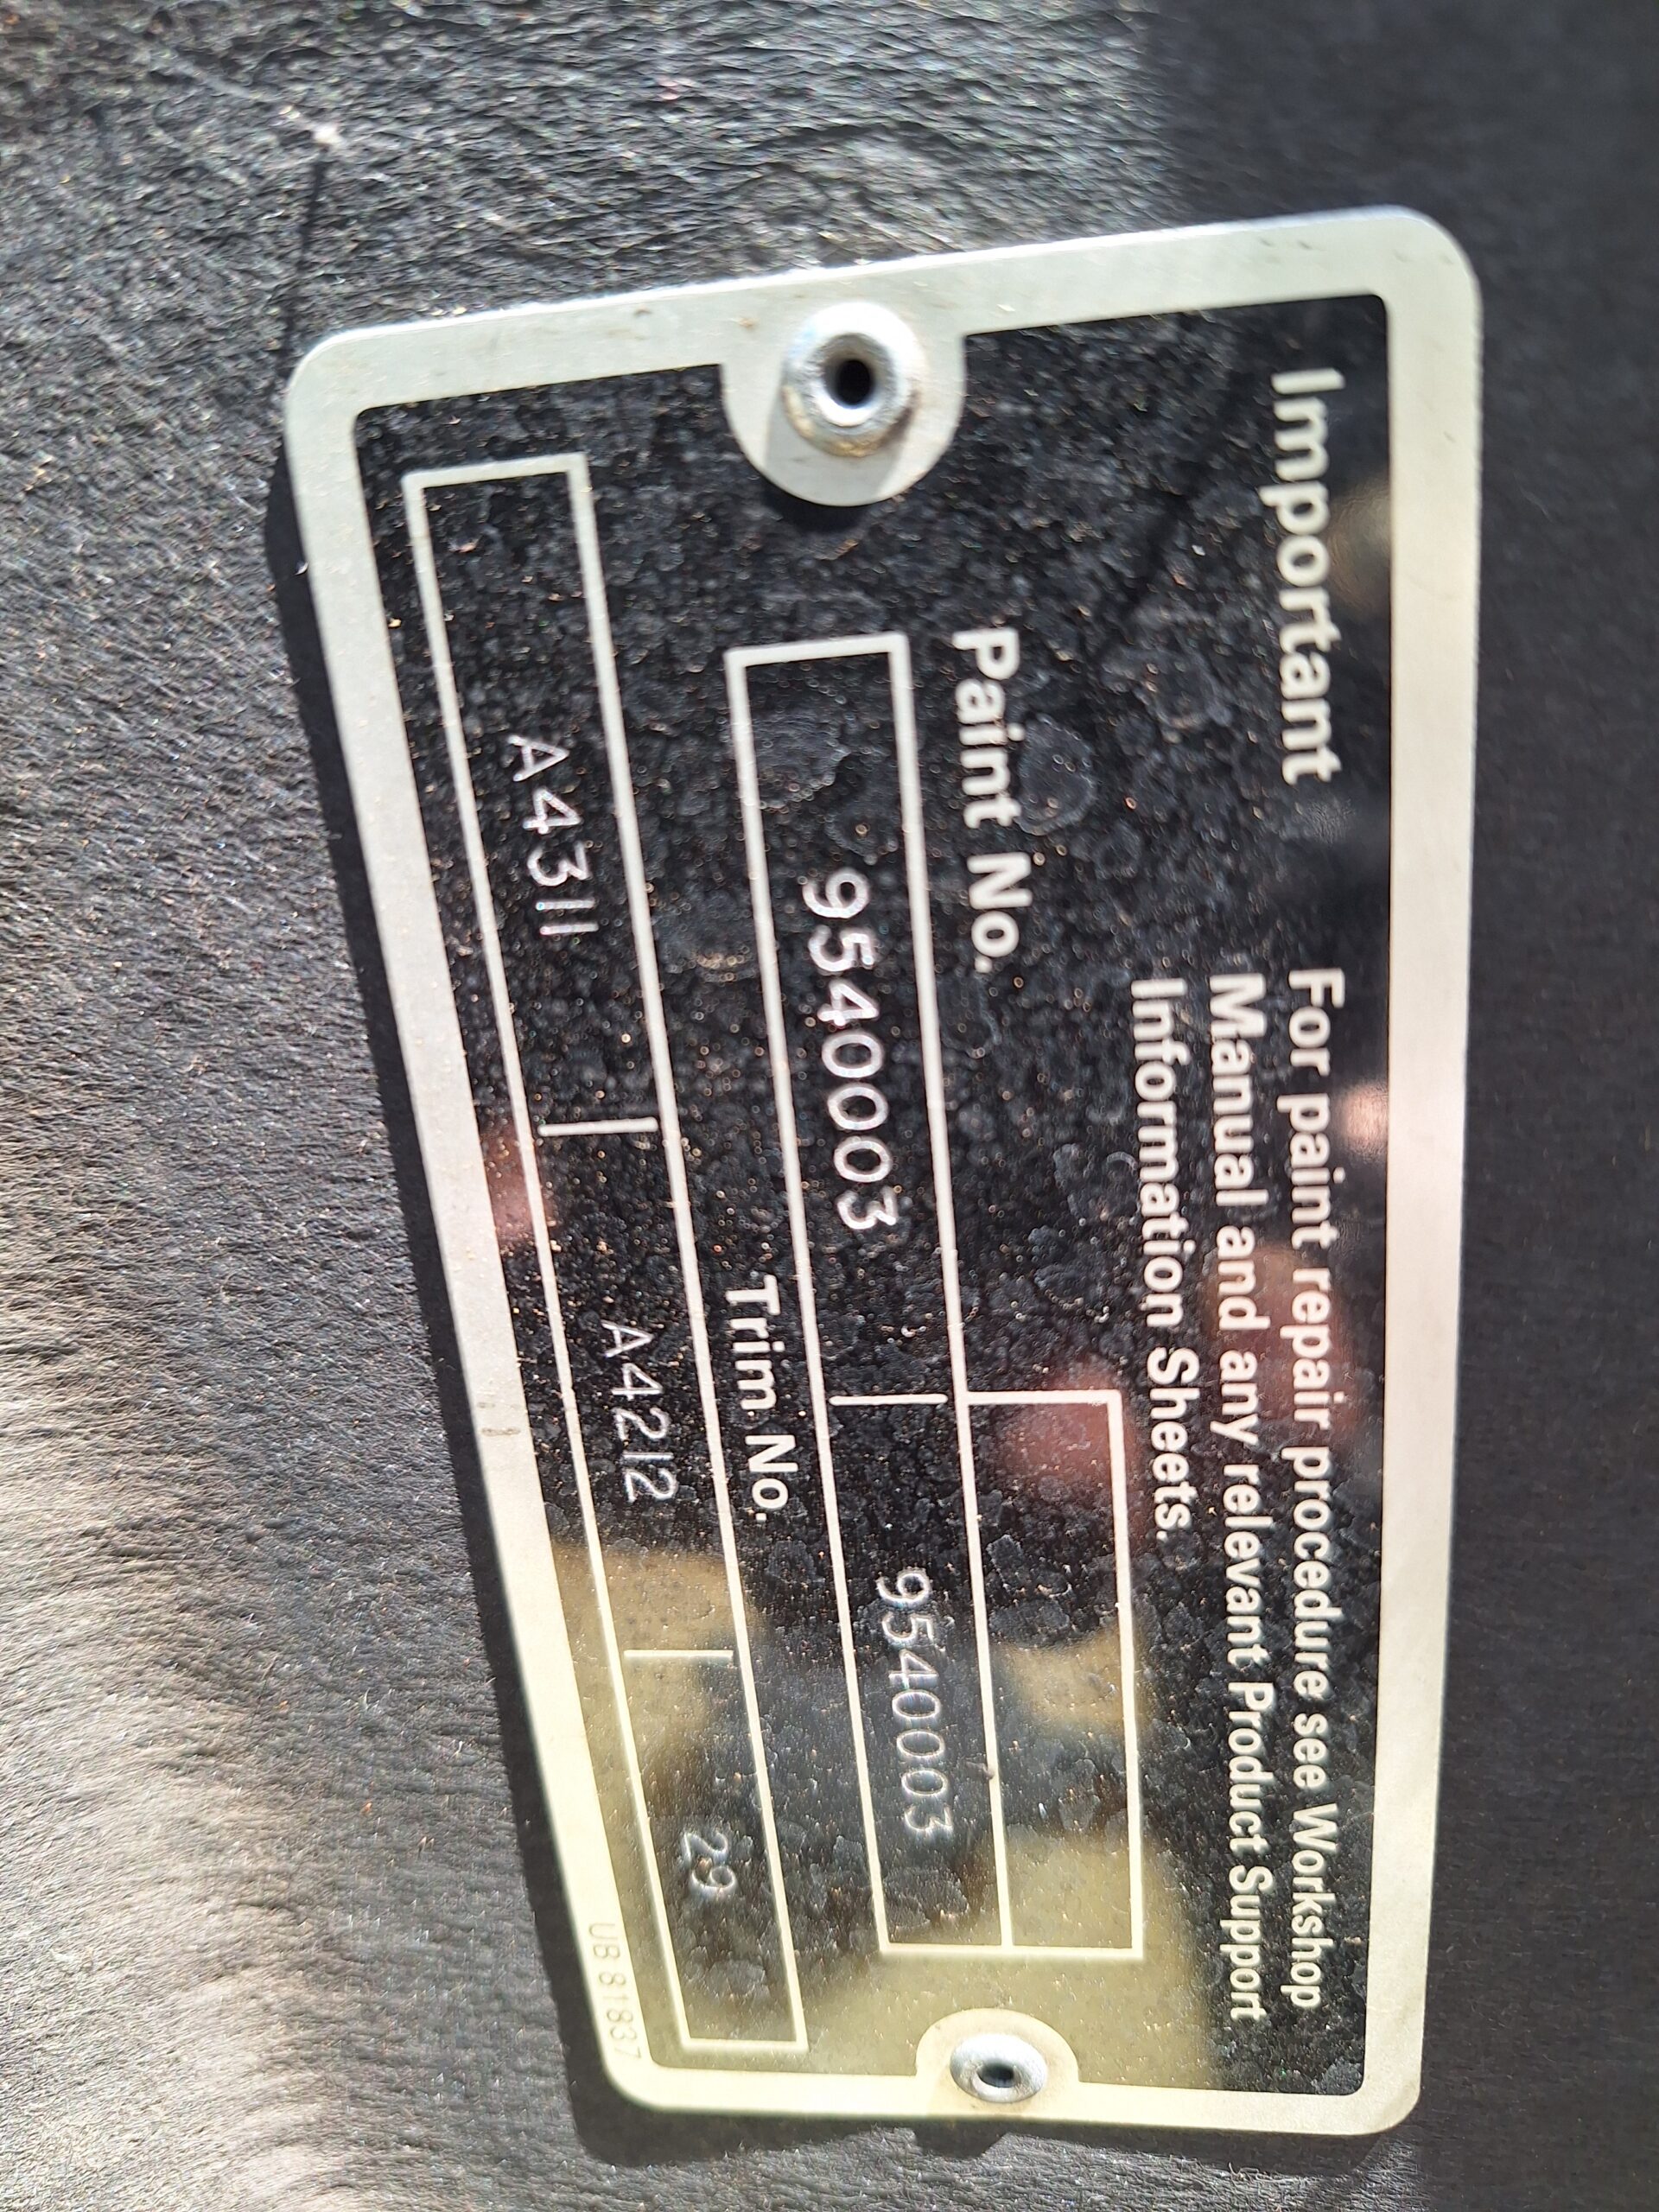 Important
For paint repair procedure see Workshop
Manual and any relevant Product Support
Information Sheets.
Paint No.
9540003 9540003
Trim No.
A4311 A4212 29
UB 81837